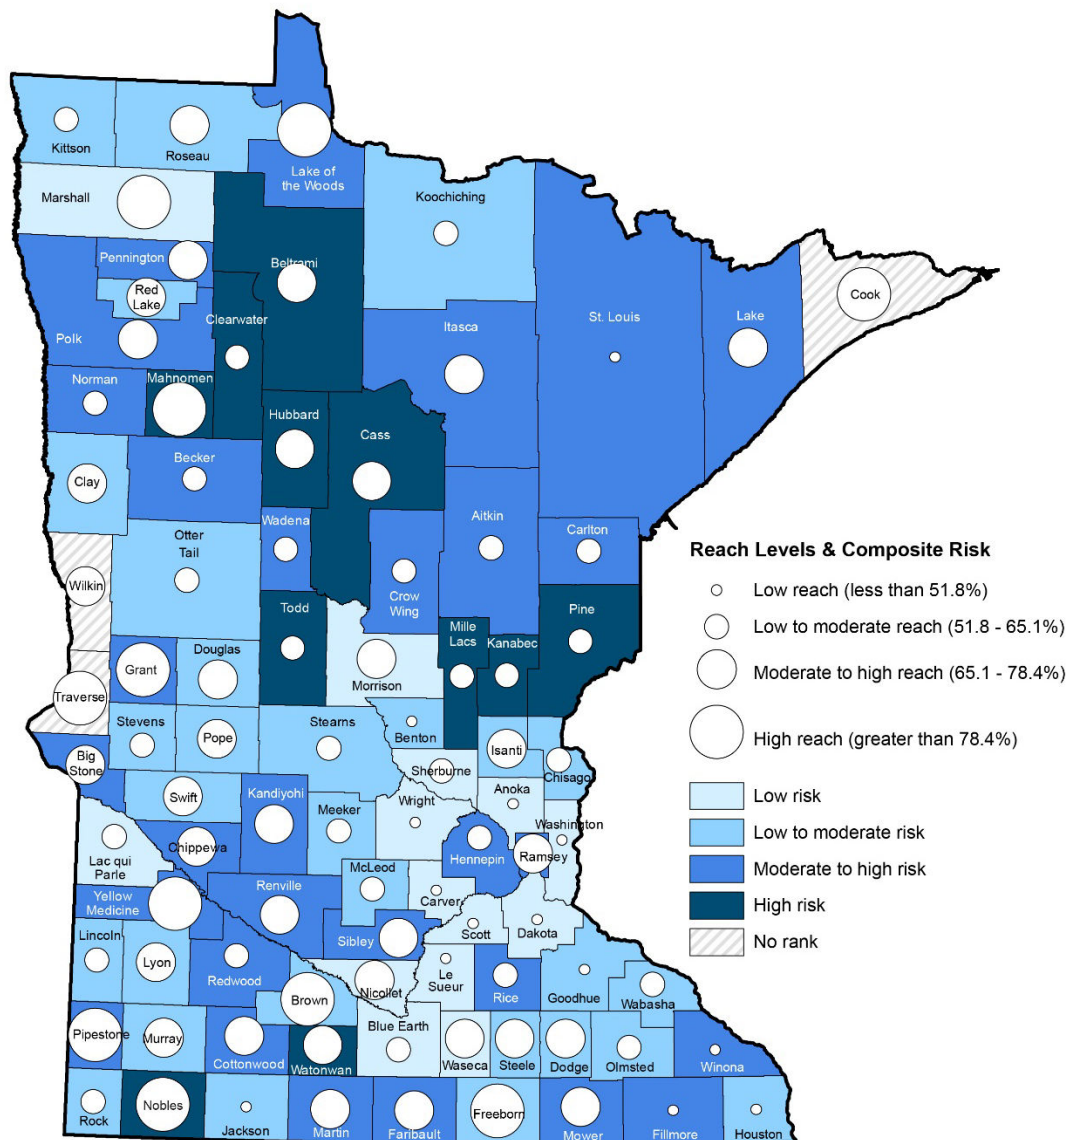 Kittson
Roseau
Lake of
the Woods
Marshall
Koochiching
Pennington
Beltrami
Red
Lake
Clearwater
Polk
Itasca
St. Louis
Lake
Cook
Norman
Mahnomen
Hubbard
Cass
Becker
Clay
Wadena
Aitkin
Carlton
Otter
Tail
Crow
Wing
Wilkin
Todd
Mille
Lacs
Kanabec
Pine
Grant
Douglas
Morrison
Traverse
Stevens
Pope
Stearns
Benton
Isanti
Big
Stone
Sherburne
Chisago
Swift
Kandiyohi
Meeker
Wright
Anoka
Washington
Lac qui
Parle
Chippewa
Hennepin
Ramsey
McLeod
Renville
Yellow
Medicine
Carver
Scott
Dakota
Lincoln
Lyon
Sibley
Redwood
Nicollet
Le
Sueur
Rice
Goodhue
Wabasha
Brown
Pipestone
Murray
Cottonwood
Watonwan
Blue Earth
Waseca
Steele
Dodge
Olmsted
Winona
Rock
Nobles
Jackson
Martin
Faribault
Freeborn
Mower
Fillmore
Houston
Reach Levels & Composite Risk
Low reach (less than 51.8%)
Low to moderate reach (51.8 - 65.1%)
Moderate to high reach (65.1 - 78.4%)
High reach (greater than 78.4%)
Low risk
Low to moderate risk
Moderate to high risk
High risk
No rank